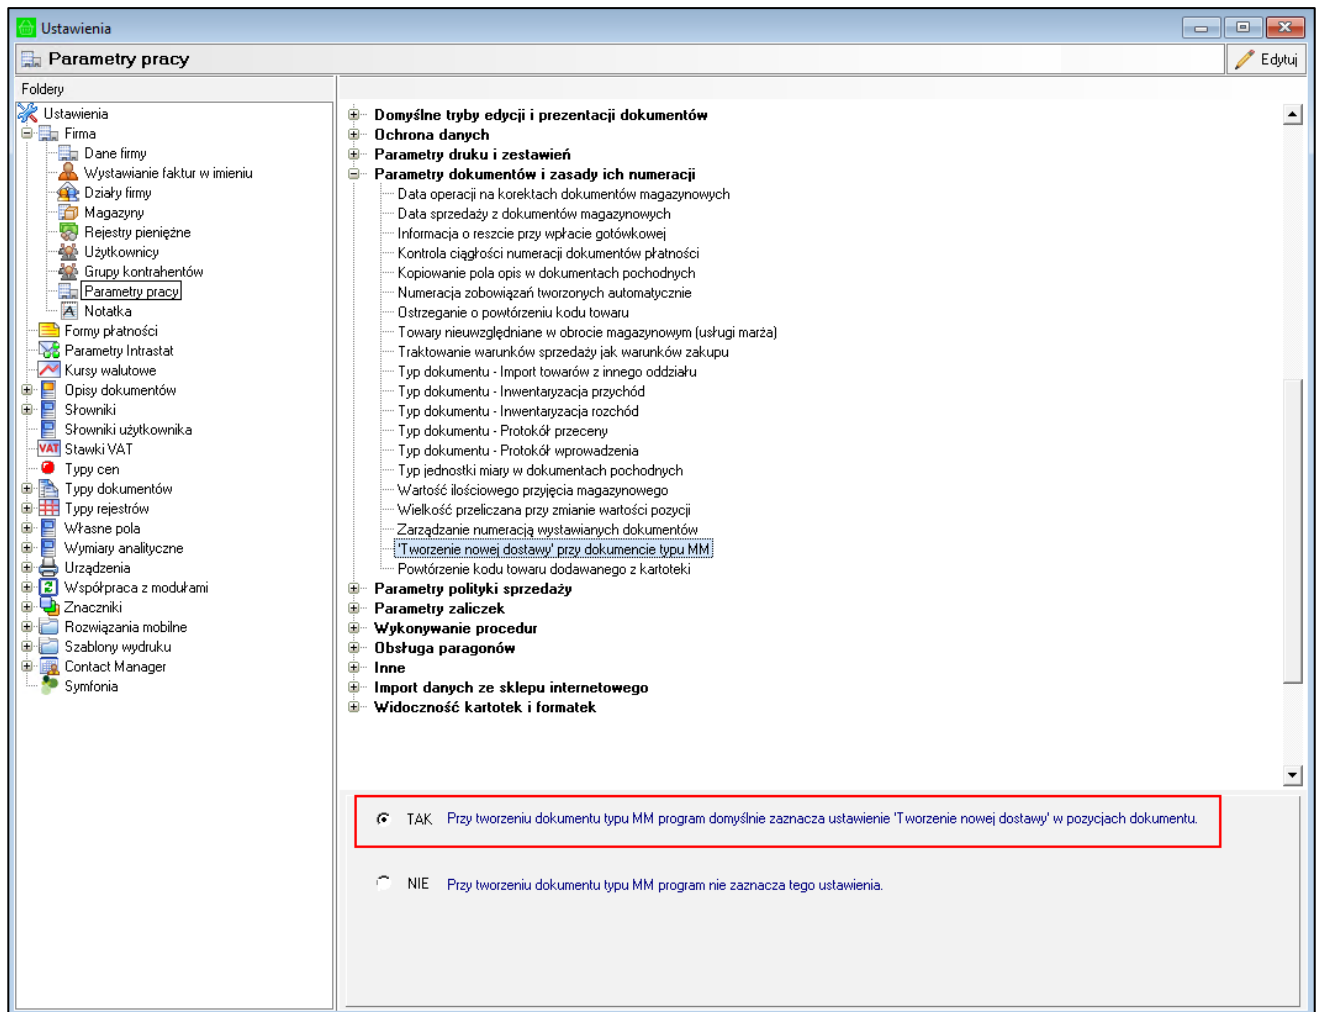 Ustawienia
Parametry pracy
Edytuj
Foldery
Ustawienia
Firma
Dane firmy
Wystawianie faktur w imieniu
Działy firmy
Magazyny
Rejestry pieniężne
Użytkownicy
Grupy kontrahentów
Parametry pracy
Notatka
Formy płatności
Parametry Intrastat
Kursy walutowe
Opisy dokumentów
Słowniki
Słowniki użytkownika
VAT Stawki VAT
Typy cen
Typy dokumentów
Typy rejestrów
Własne pola
Wymiary analityczne
Urządzenia
Współpraca z modułami
Znaczniki
Rozwiązania mobilne
Szablony wydruku
Contact Manager
Symfonia
Domyślne tryby edycji i prezentacji dokumentów
Ochrona danych
Parametry druku i zestawień
Parametry dokumentów i zasady ich numeracji
Data operacji na korektach dokumentów magazynowych
Data sprzedaży z dokumentów magazynowych
Informacja o reszcie przy wpłacie gotówkowej
Kontrola ciągłości numeracji dokumentów płatności
Kopiowanie pola opis w dokumentach pochodnych
Numeracja zobowiązań tworzonych automatycznie
Ostrzeganie o powtórzeniu kodu towaru
Towary nieuwzględniane w obrocie magazynowym (usługi marża)
Traktowanie warunków sprzedaży jak warunków zakupu
Typ dokumentu - Import towarów z innego oddziału
Typ dokumentu - Inwentaryzacja przychód
Typ dokumentu - Inwentaryzacja rozchód
Typ dokumentu - Protokół przeceny
Typ dokumentu - Protokół wprowadzenia
Typ jednostki miary w dokumentach pochodnych
Wartość ilościowego przyjęcia magazynowego
Wielkość przeliczana przy zmianie wartości pozycji
Zarządzanie numeracją wystawianych dokumentów
'Tworzenie nowej dostawy' przy dokumencie typu MM
Powtórzenie kodu towaru dodawanego z kartoteki
Parametry polityki sprzedaży
Parametry zaliczek
Wykonywanie procedur
Obsługa paragonów
Inne
Import danych ze sklepu internetowego
Widoczność kartotek i formatek
TAK Przy tworzeniu dokumentu typu MM program domyślnie zaznacza ustawienie 'Tworzenie nowej dostawy' w pozycjach dokumentu.
NIE Przy tworzeniu dokumentu typu MM program nie zaznacza tego ustawienia.